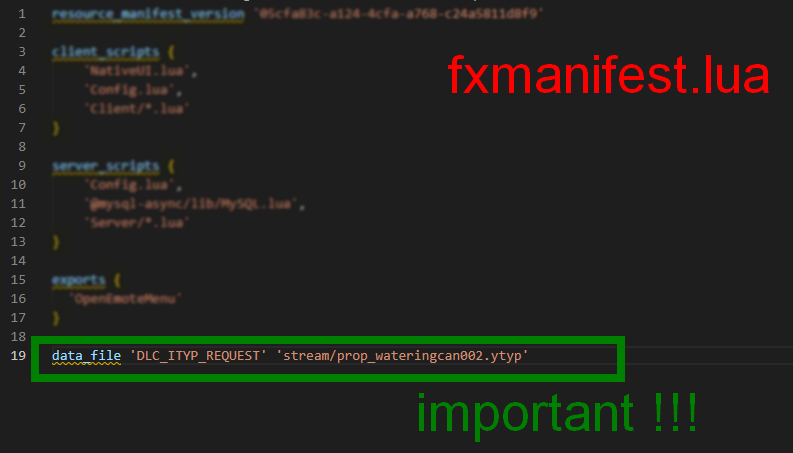 1 resource_manifest_version '05cfa83c-a124-4cfa-a768-c24a5811d8f9'
fxmanifest.lua
2
3 client_scripts {
4 'NativeUI.lua',
5 'Config.lua',
6 'Client/*.lua'
7 }
8
9 server_scripts {
10 'Config.lua',
11 '@mysql-async/lib/MySQL.lua',
12 'Server/*.lua'
13 }
14
15 exports {
16 'OpenEmoteMenu'
17 }
18
19 data_file 'DLC_ITYP_REQUEST' 'stream/prop_wateringcan002.ytyp'
important !!!